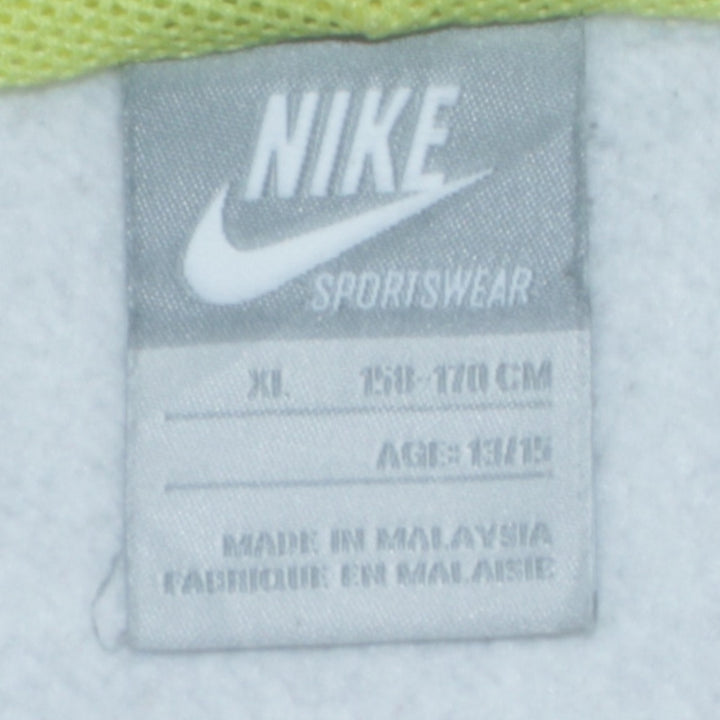 NIKE
SPORTSWEAR
XL 158-170 CM
AGE: 13/15
MADE IN MALAYSIA
FABRIQUE EN MALAISIE